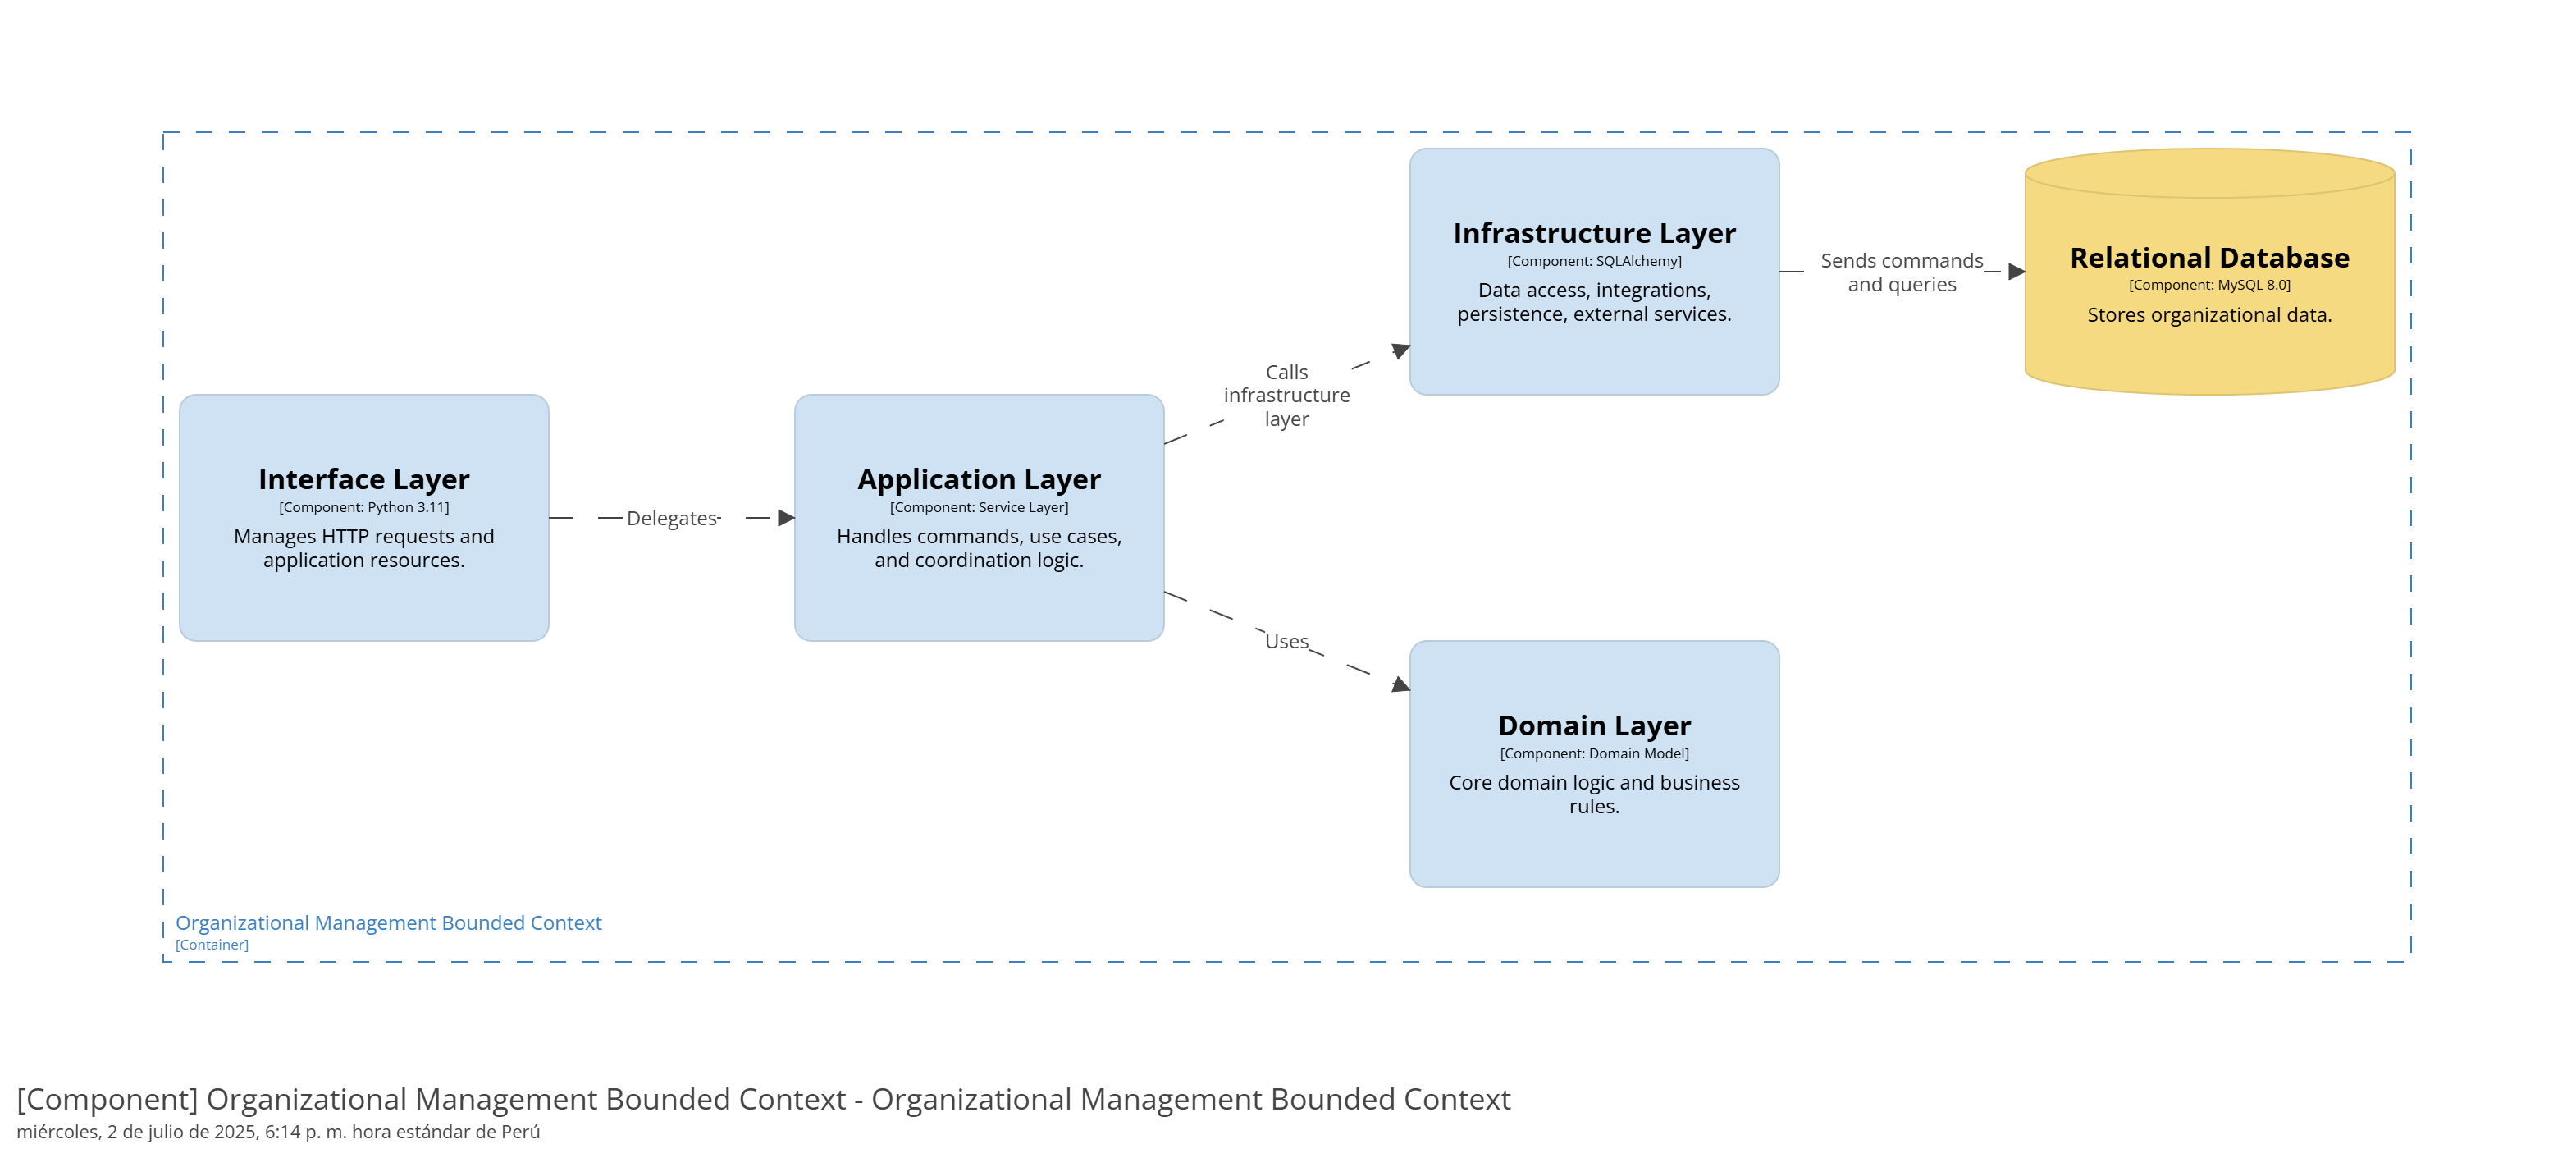 Infrastructure Layer
[Component: SQLAlchemy]
Data access, integrations,
persistence, external services.
Sends commands
and queries
Relational Database
[Component: MySQL 8.0]
Stores organizational data.
Calls
infrastructure
layer
Interface Layer
[Component: Python 3.11]
Manages HTTP requests and
application resources.
Delegates
Application Layer
[Component: Service Layer]
Handles commands, use cases,
and coordination logic.
Uses
Domain Layer
[Component: Domain Model]
Core domain logic and business
rules.
Organizational Management Bounded Context
[Container]
[Component] Organizational Management Bounded Context - Organizational Management Bounded Context
miércoles, 2 de julio de 2025, 6:14 p. m. hora estándar de Perú